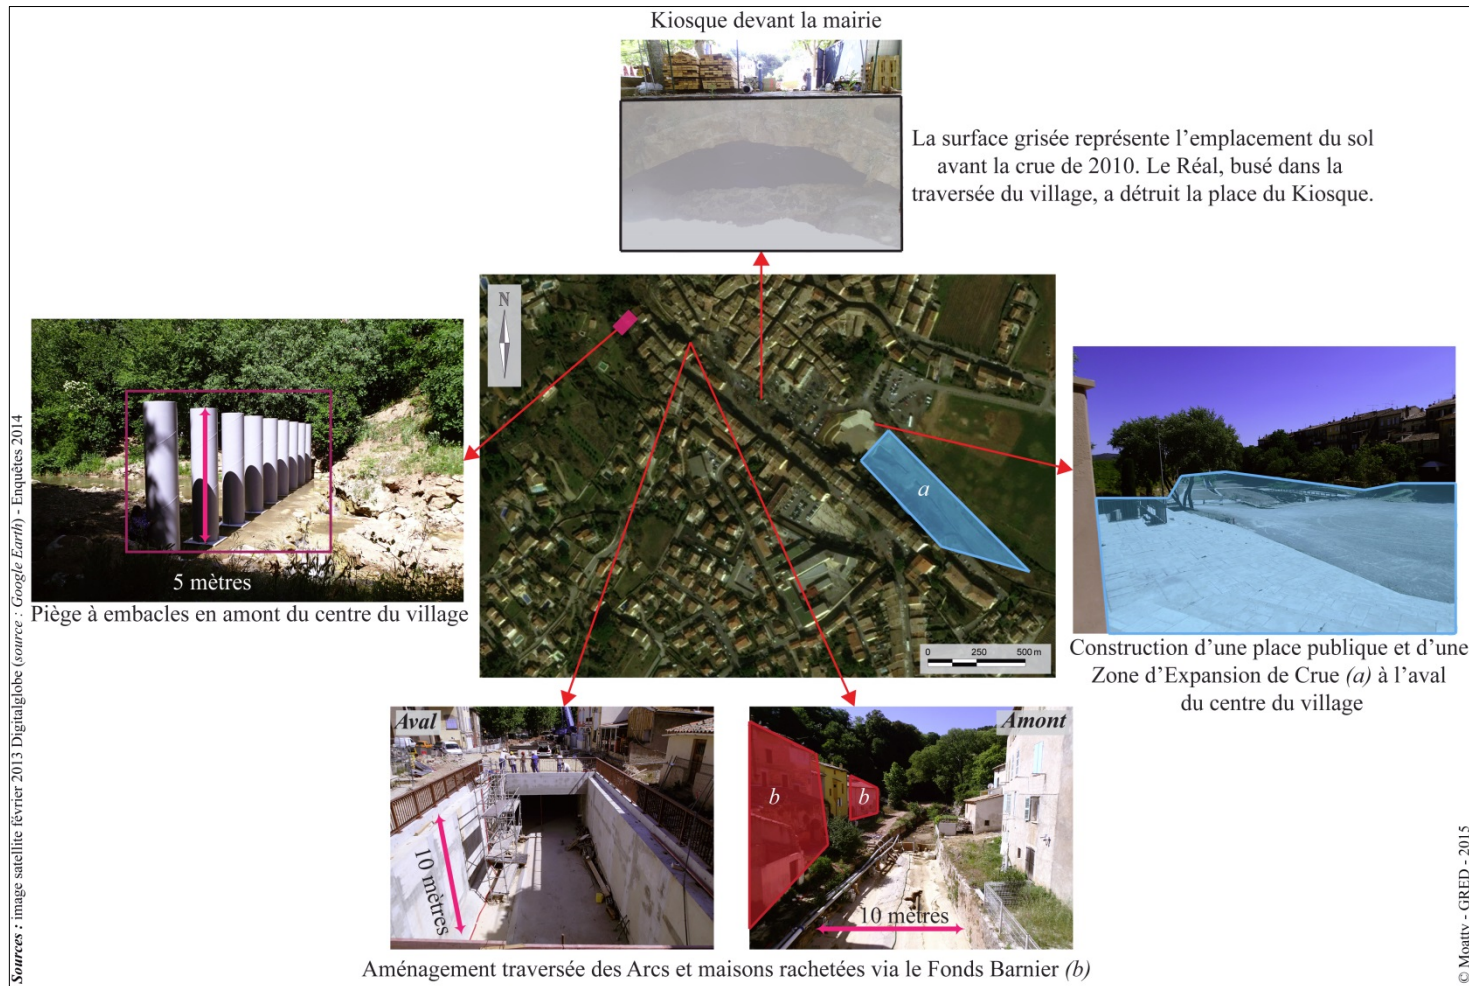 Kiosque devant la mairie
La surface grisée représente l’emplacement du sol
avant la crue de 2010. Le Réal, busé dans la
traversée du village, a détruit la place du Kiosque.
N
5 mètres
Piège à embacles en amont du centre du village
a
0 250 500 m
Construction d’une place publique et d’une
Zone d’Expansion de Crue (a) à l’aval
du centre du village
Aval
10 mètres
Amont
b
b
10 mètres
Aménagement traversée des Arcs et maisons rachetées via le Fonds Barnier (b)
Sources : image satellite février 2013 Digitalglobe (source : Google Earth) - Enquêtes 2014
© Moatty - GRED - 2015